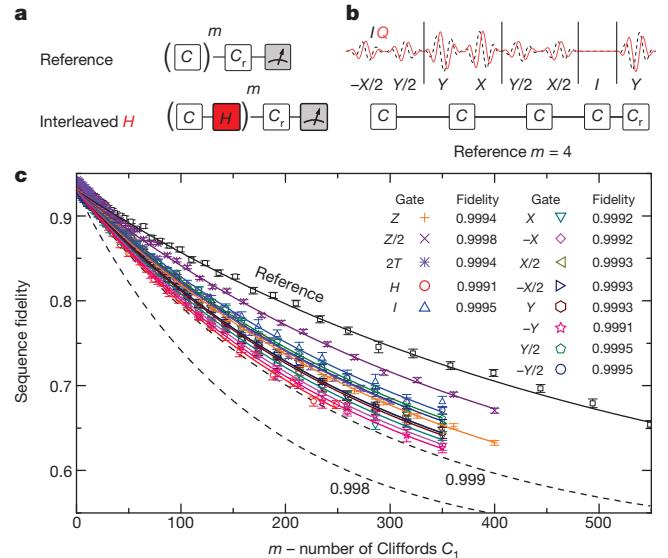 a
Reference
( C ) m Cr
Interleaved H
( C H ) m Cr
b
I Q
−X/2 Y/2 Y X Y/2 X/2 I Y
C C C C Cr
Reference m = 4
c
Gate Fidelity Gate Fidelity
Z 0.9994 X 0.9992
Z/2 0.9998 −X 0.9992
2T 0.9994 X/2 0.9993
H 0.9991 −X/2 0.9993
I 0.9995 Y 0.9993
−Y 0.9991
Y/2 0.9995
−Y/2 0.9995
Reference
0.999
0.998
Sequence fidelity
0.9
0.8
0.7
0.6
0 100 200 300 400 500
m – number of Cliffords C1